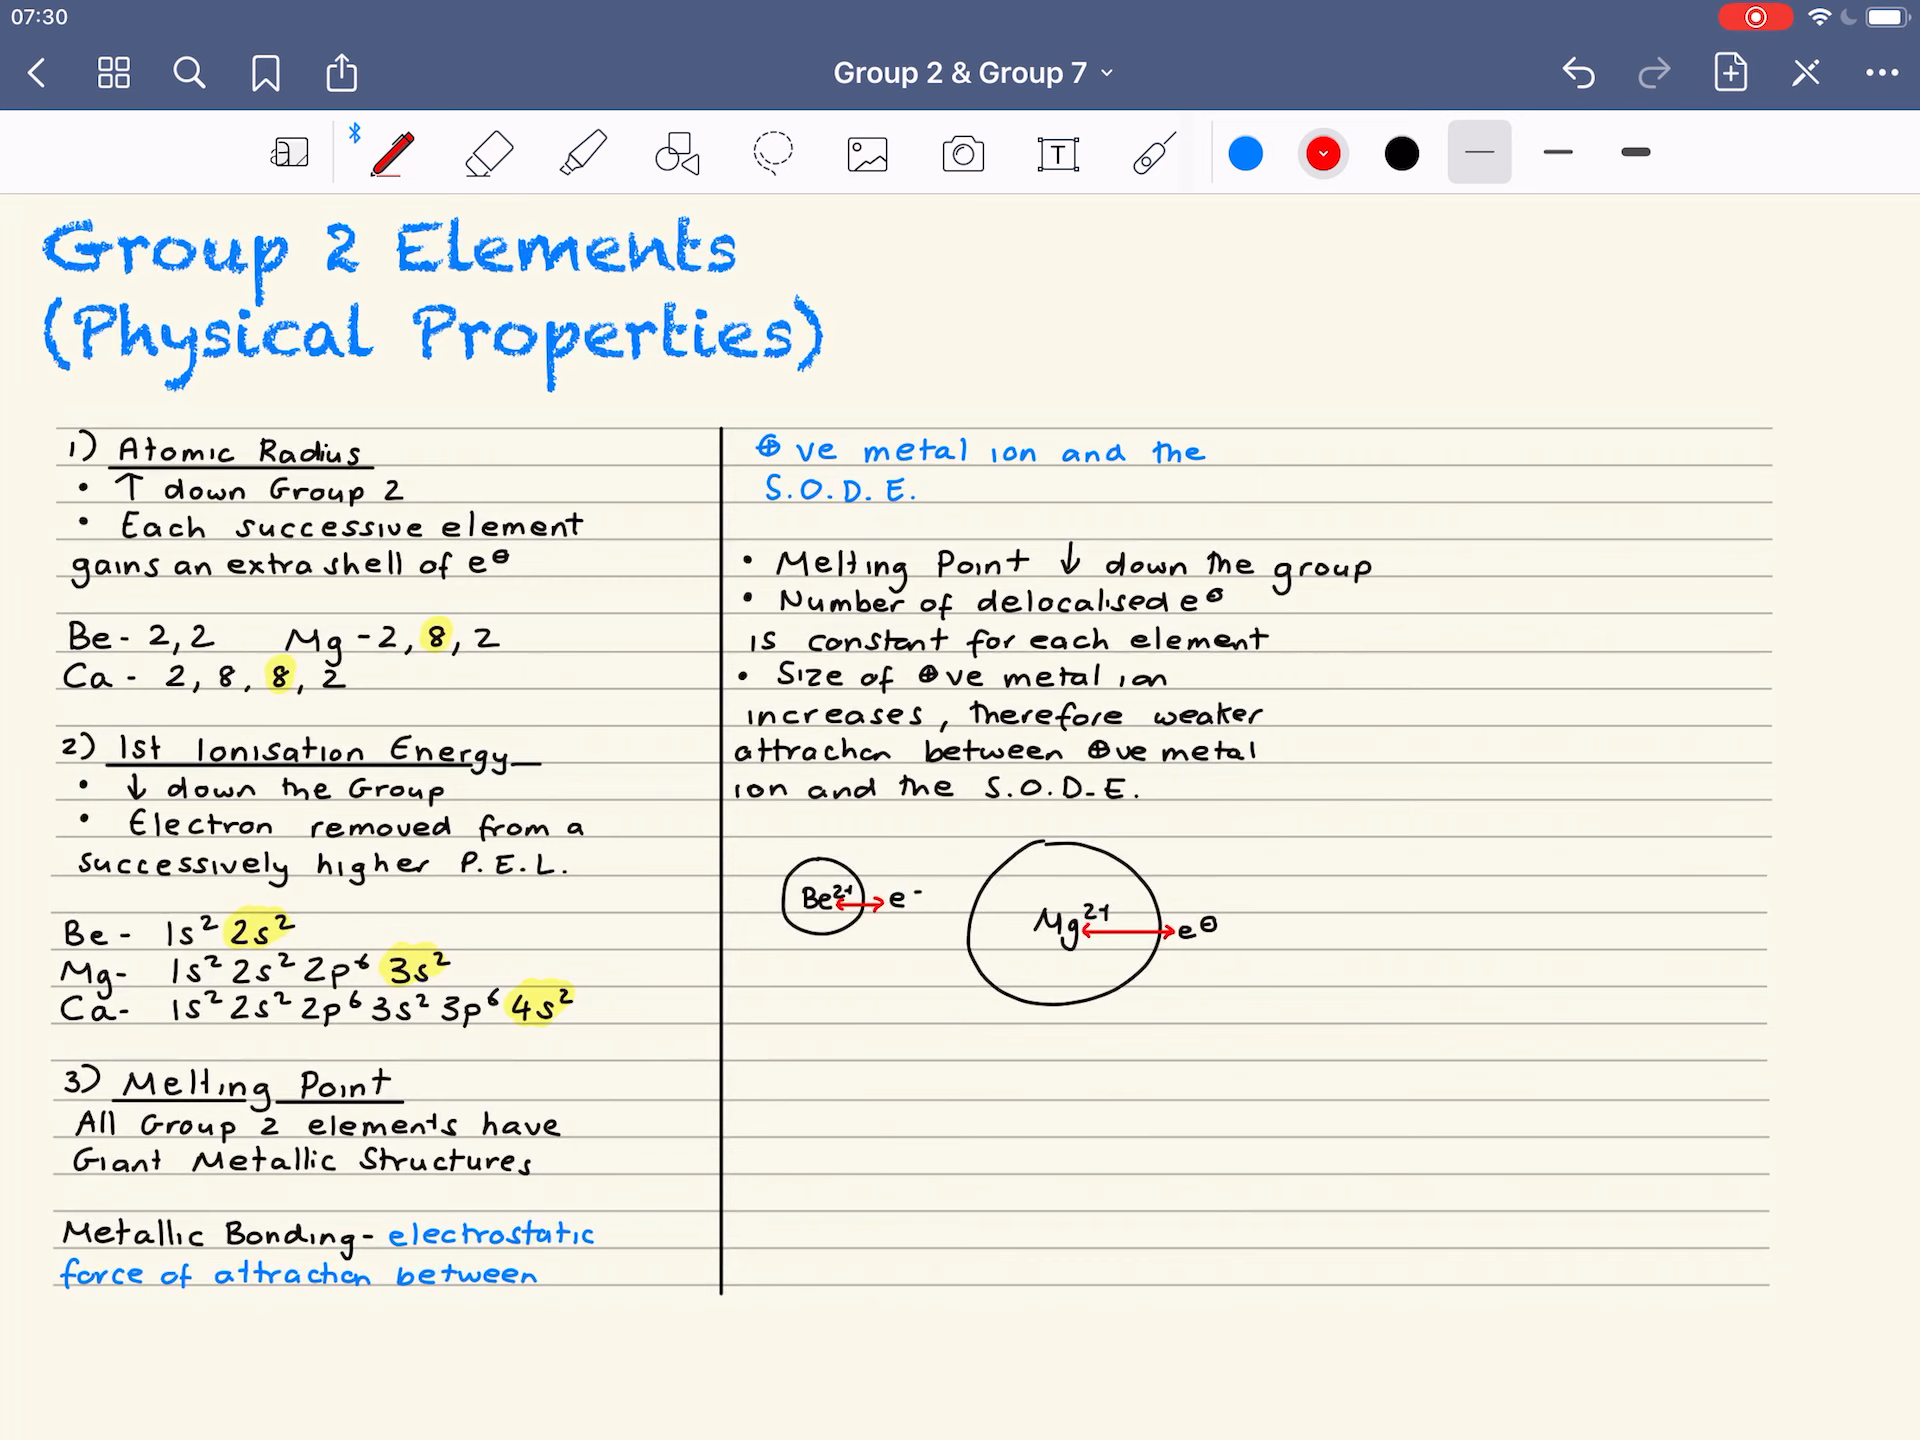 07:30
Group 2 & Group 7
Group 2 Elements
(Physical Properties)
1) Atomic Radius
• ↑ down Group 2
• Each successive element
gains an extra shell of e⊖
Be - 2, 2 Mg - 2, 8, 2
Ca - 2, 8, 8, 2
2) 1st Ionisation Energy
• ↓ down the Group
• Electron removed from a
successively higher P.E.L.
Be - 1s² 2s²
Mg- 1s² 2s² 2p⁶ 3s²
Ca- 1s² 2s² 2p⁶ 3s² 3p⁶ 4s²
3) Melting Point
All Group 2 elements have
Giant Metallic Structures
Metallic Bonding - electrostatic
force of attraction between
⊕ ve metal ion and the
S.O.D.E.
• Melting Point ↓ down the group
• Number of delocalised e⊖
is constant for each element
• Size of ⊕ve metal ion
increases, therefore weaker
attraction between ⊕ve metal
ion and the S.O.D.E.
Be²⁺ e⁻
Mg²⁺ e⊖